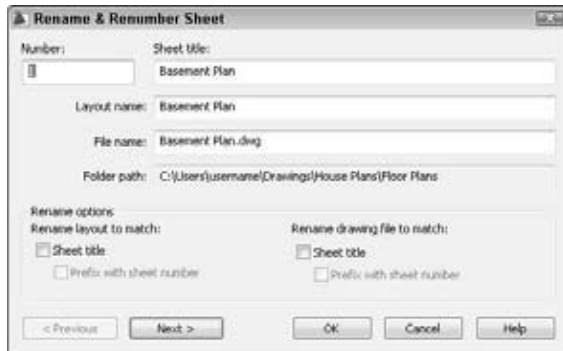 Rename & Renumber Sheet
Number: Sheet title:
Basement Plan
Layout name: Basement Plan
File name: Basement Plan.dwg
Folder path: C:\Users\username\Drawings\House Plans\Floor Plans
Rename options
Rename layout to match: Rename drawing file to match:
Sheet title Sheet title
Prefix with sheet number Prefix with sheet number
< Previous Next > OK Cancel Help